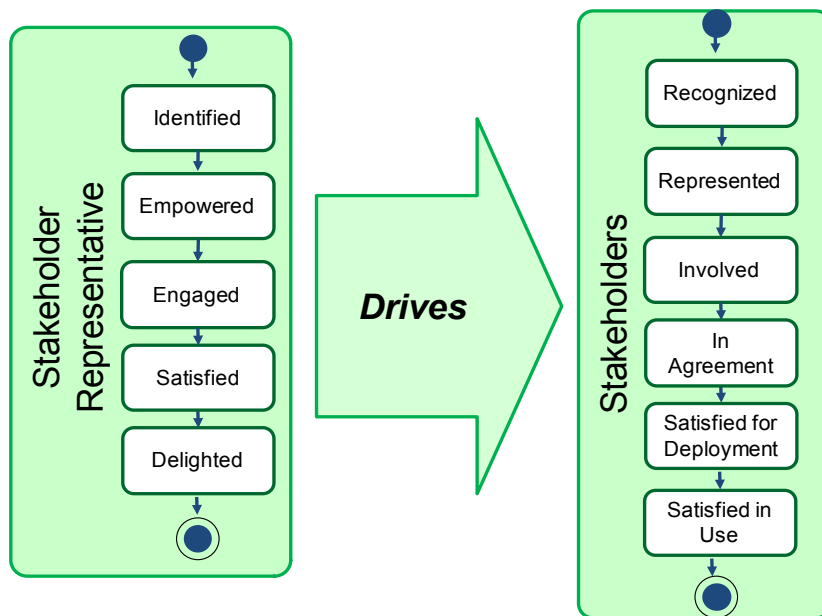 Stakeholder
Representative
Identified
Empowered
Engaged
Satisfied
Delighted
Drives
Stakeholders
Recognized
Represented
Involved
In
Agreement
Satisfied for
Deployment
Satisfied in
Use